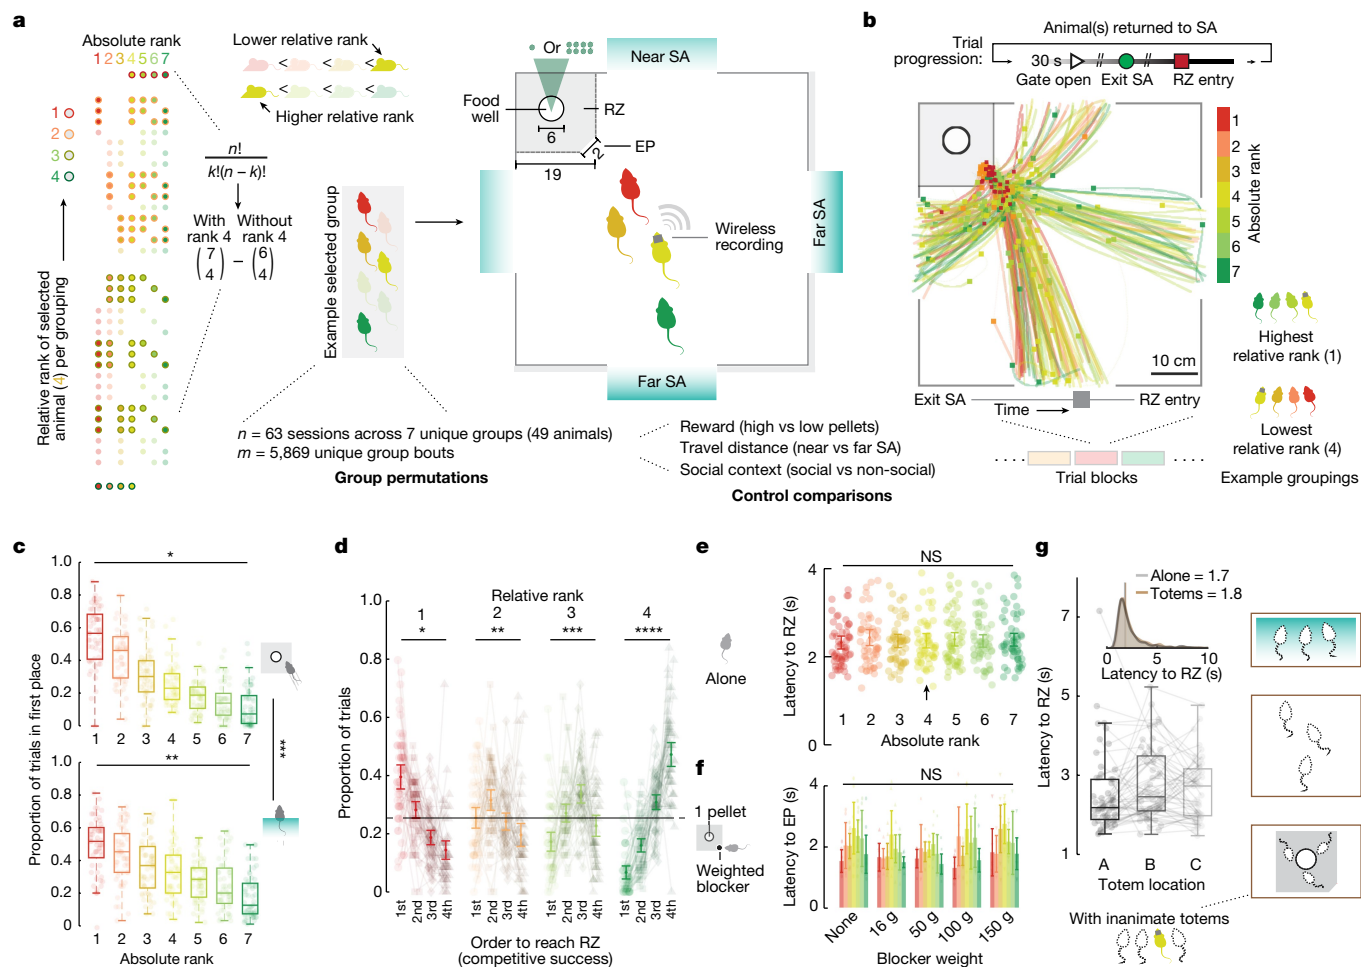 a
Absolute rank
1 2 3 4 5 6 7
Relative rank of selected
animal (4) per grouping
1
2
3
4
Lower relative rank
< < <
< < <
Higher relative rank
n!
k!(n − k)!
With rank 4
Without rank 4
(7 4) − (6 4)
Example selected group
Or
Near SA
Food well
RZ
6
2
EP
19
Wireless recording
Far SA
Far SA
n = 63 sessions across 7 unique groups (49 animals)
m = 5,869 unique group bouts
Group permutations
Reward (high vs low pellets)
Travel distance (near vs far SA)
Social context (social vs non-social)
Control comparisons
b
Animal(s) returned to SA
Trial progression:
30 s
Gate open
Exit SA
RZ entry
1
2
3
4
5
6
7
Absolute rank
10 cm
Highest
relative rank (1)
Lowest
relative rank (4)
Example groupings
Exit SA
Time
RZ entry
Trial blocks
c
Proportion of trials in first place
1.0
0.8
0.6
0.4
0.2
0
*
1 2 3 4 5 6 7
***
1.0
0.8
0.6
0.4
0.2
0
**
1 2 3 4 5 6 7
Absolute rank
d
Proportion of trials
1.0
0.8
0.6
0.4
0.2
0
Relative rank
1 2 3 4
* ** *** ****
1st 2nd 3rd 4th
1st 2nd 3rd 4th
1st 2nd 3rd 4th
1st 2nd 3rd 4th
Order to reach RZ
(competitive success)
e
Alone
Latency to RZ (s)
4
2
0
NS
1 2 3 4 5 6 7
Absolute rank
f
1 pellet
Weighted
blocker
Latency to EP (s)
4
2
0
NS
None 16 g 50 g 100 g 150 g
Blocker weight
g
Alone = 1.7
Totems = 1.8
0 5 10
Latency to RZ (s)
Latency to RZ (s)
7
5
3
1
A B C
Totem location
With inanimate totems